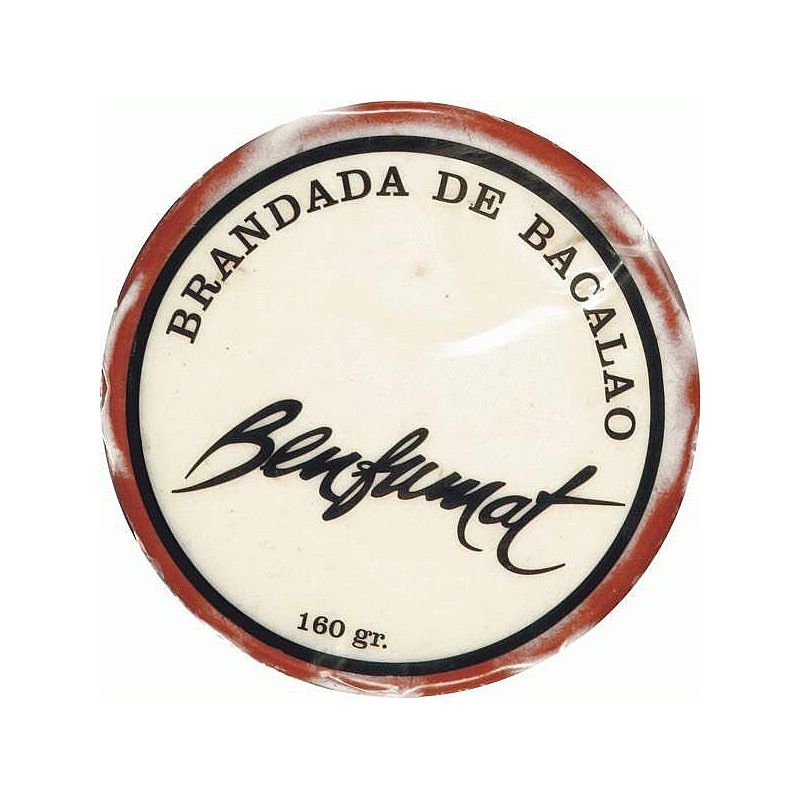 BRANDADA DE BACALAO
Benfumat
160 gr.